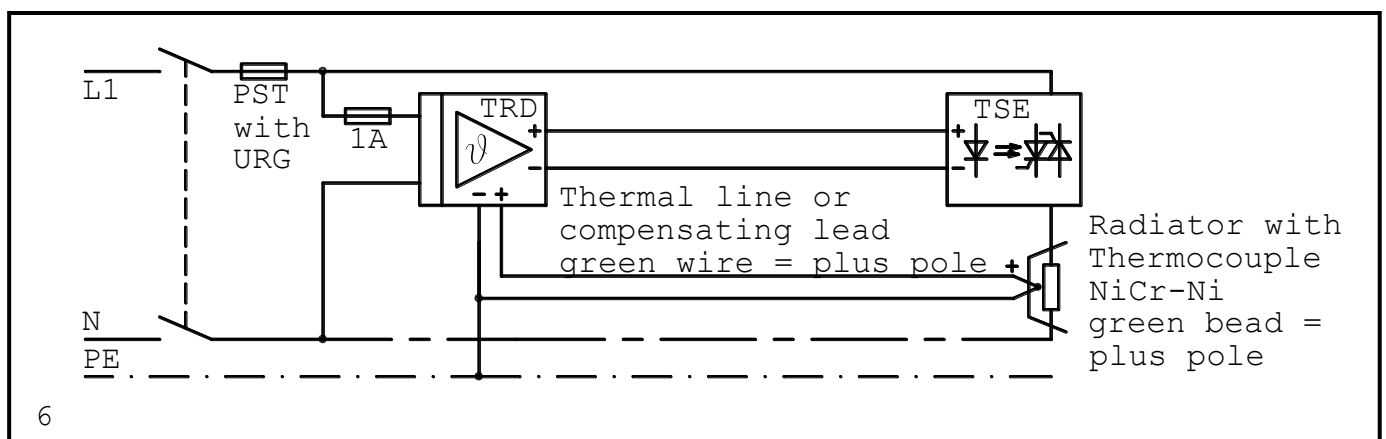 L1
PST
with
URG
1A
TRD
ϑ
+
−
− +
TSE
+
−
Thermal line or
compensating lead
green wire = plus pole
+
Radiator with
Thermocouple
NiCr-Ni
green bead =
plus pole
N
PE
6